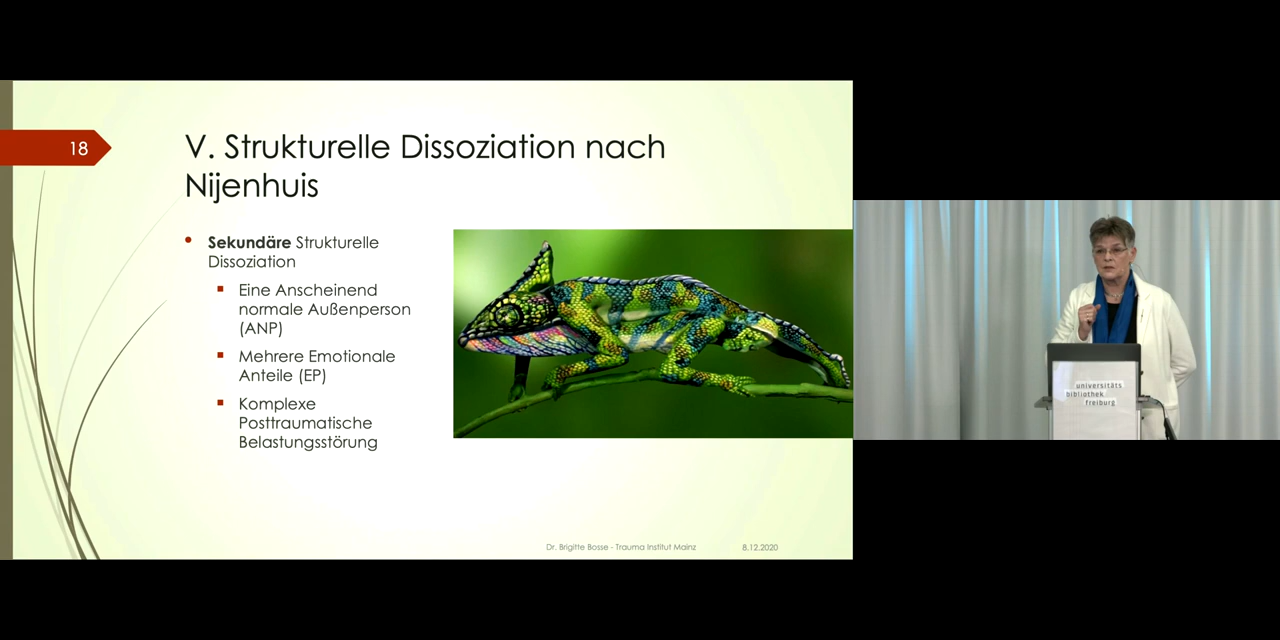 18
V. Strukturelle Dissoziation nach
Nijenhuis
Sekundäre Strukturelle
Dissoziation
Eine Anscheinend
normale Außenperson
(ANP)
Mehrere Emotionale
Anteile (EP)
Komplexe
Posttraumatische
Belastungsstörung
Dr. Brigitte Bosse - Trauma Institut Mainz
8.12.2020
universitäts
bibliothek
freiburg